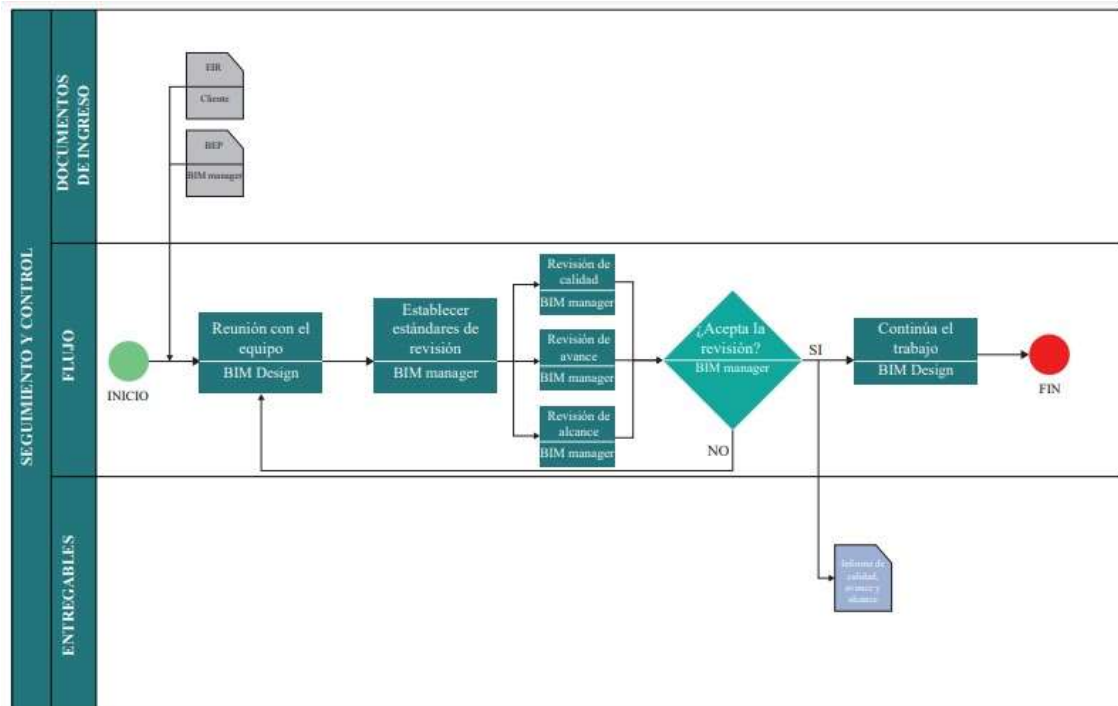 SEGUIMIENTO Y CONTROL
DOCUMENTOS
DE INGRESO
EIR
Cliente
BEP
BIM manager
FLUJO
INICIO
Reunión con el
equipo
BIM Design
Establecer
estándares de
revisión
BIM manager
Revisión de
calidad
BIM manager
Revisión de
avance
BIM manager
Revisión de
alcance
BIM manager
¿Acepta la
revisión?
BIM manager
SI
NO
Continúa el
trabajo
BIM Design
FIN
ENTREGABLES
Informe de
calidad,
avance y
alcance